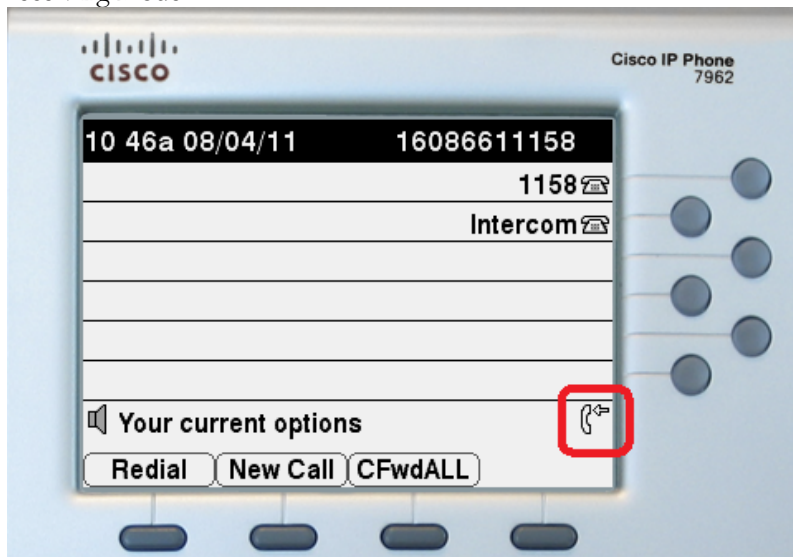 CISCO
Cisco IP Phone
7962
10 46a 08/04/11 16086611158
1158
Intercom
Your current options
Redial New Call CFwdALL